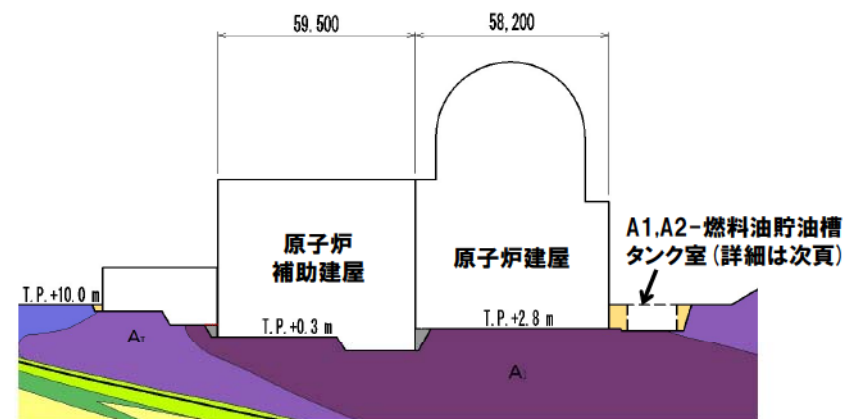 59,500
58,200
原子炉
補助建屋
原子炉建屋
A1,A2-燃料油貯油槽
タンク室(詳細は次頁)
T.P.+10.0 m
T.P.+0.3 m
T.P.+2.8 m